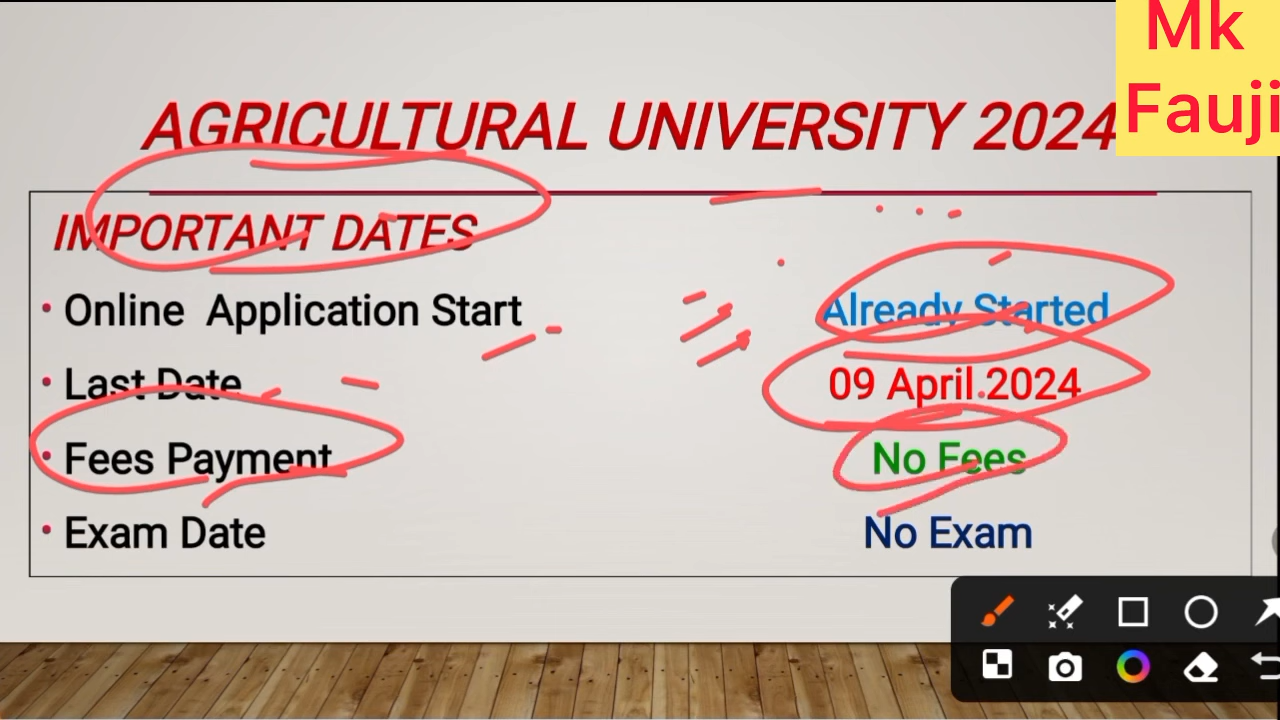 Mk
Fauji
AGRICULTURAL UNIVERSITY 2024
IMPORTANT DATES
• Online Application Start Already Started
• Last Date 09 April.2024
• Fees Payment No Fees
• Exam Date No Exam